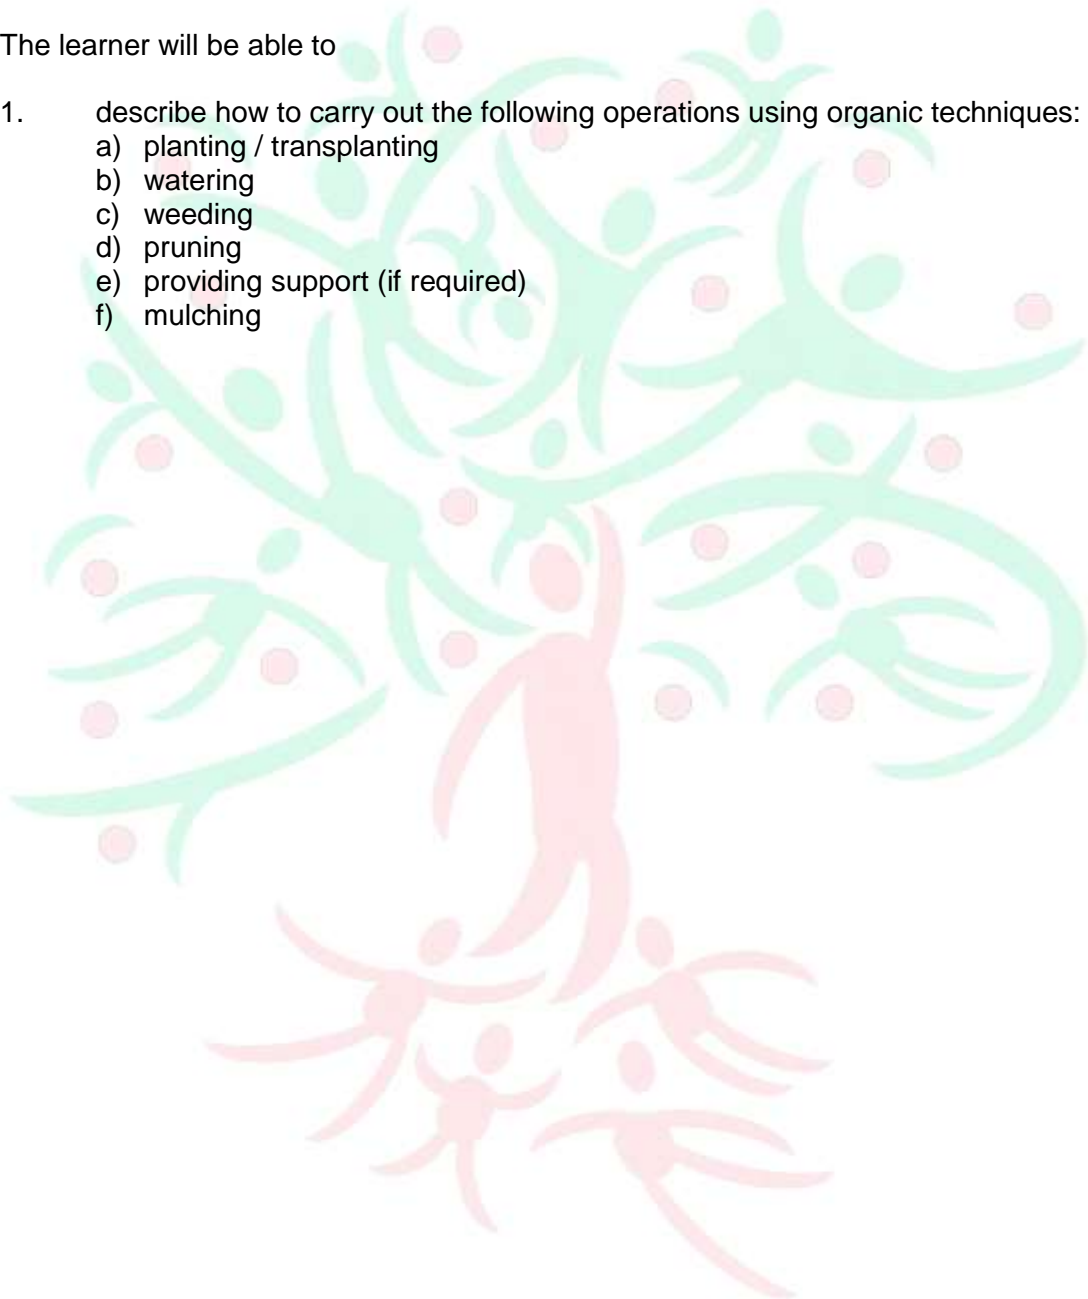 The learner will be able to
1. describe how to carry out the following operations using organic techniques:
a) planting / transplanting
b) watering
c) weeding
d) pruning
e) providing support (if required)
f) mulching